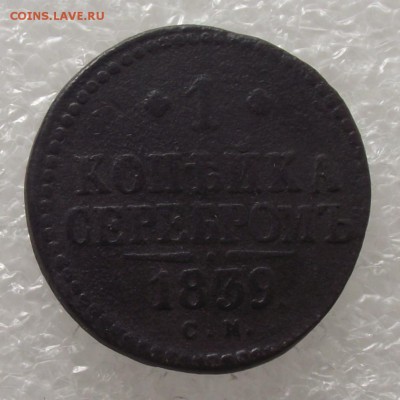 COINS.LAVE.RU
1
КОПѢЙКА
СЕРЕБРОМЪ
1839
С.М.